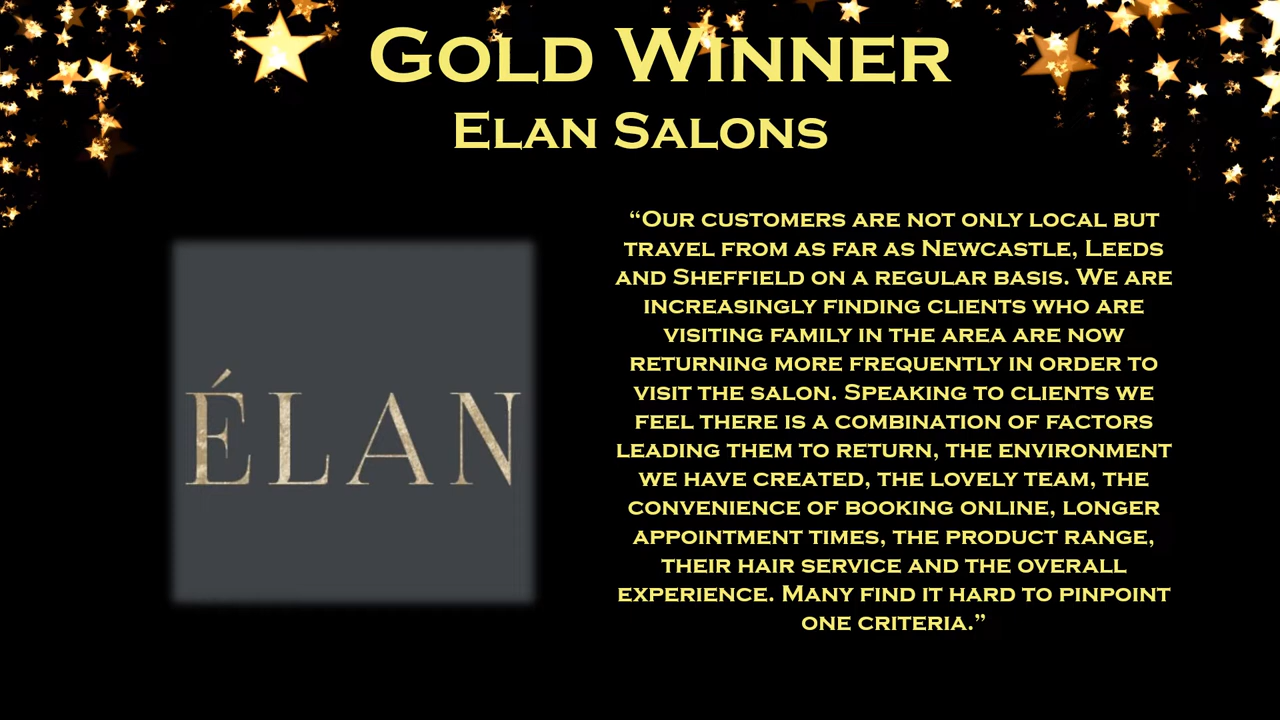 Gold Winner
Elan Salons
“Our customers are not only local but
travel from as far as Newcastle, Leeds
and Sheffield on a regular basis. We are
increasingly finding clients who are
visiting family in the area are now
returning more frequently in order to
visit the salon. Speaking to clients we
feel there is a combination of factors
leading them to return, the environment
we have created, the lovely team, the
convenience of booking online, longer
appointment times, the product range,
their hair service and the overall
experience. Many find it hard to pinpoint
one criteria.”
ÉLAN